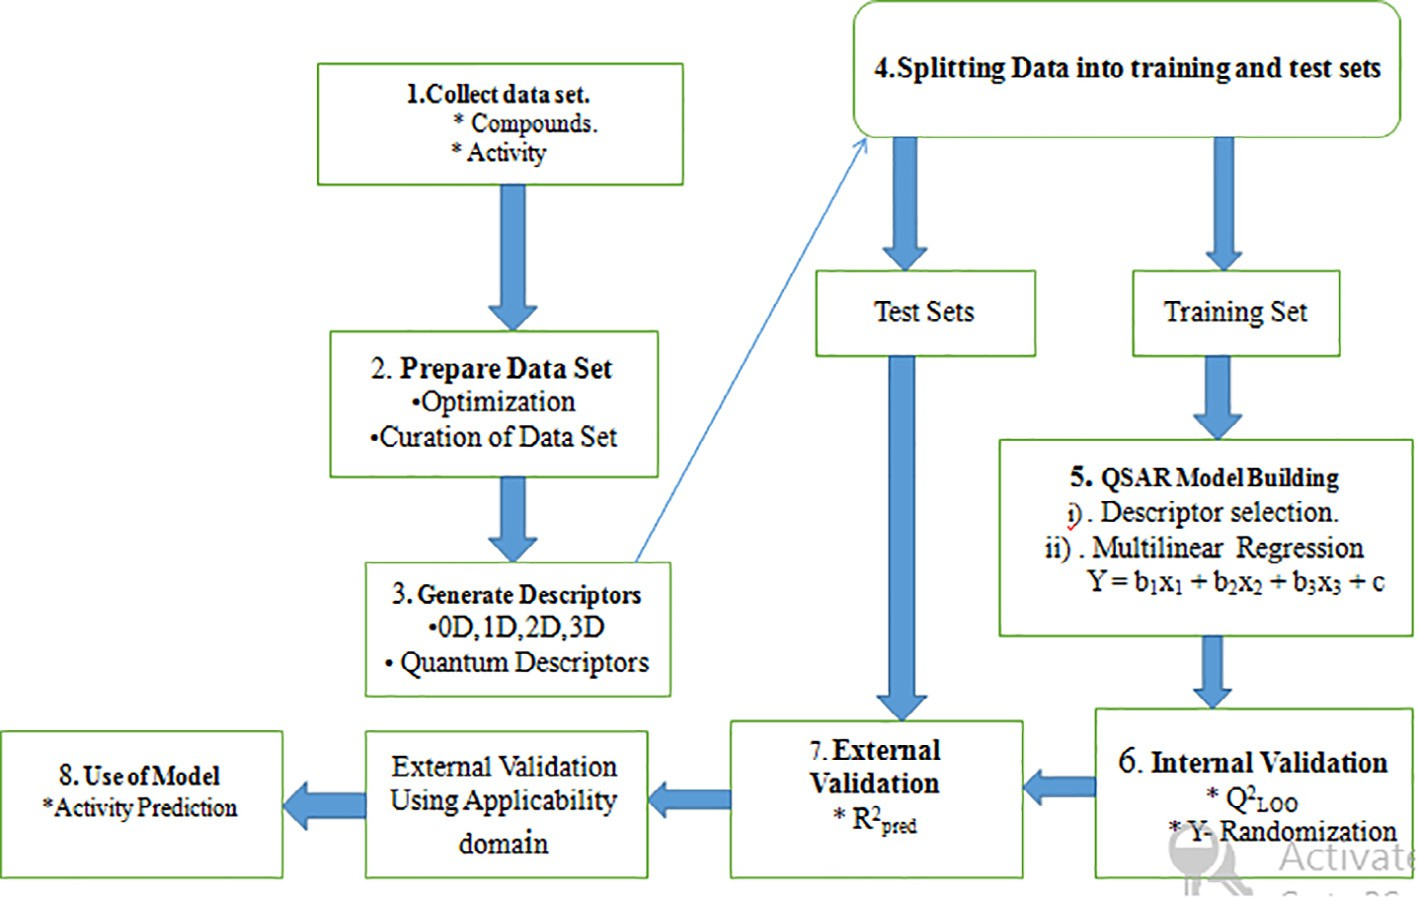 1.Collect data set.
* Compounds.
* Activity
2. Prepare Data Set
•Optimization
•Curation of Data Set
3. Generate Descriptors
•0D,1D,2D,3D
• Quantum Descriptors
4.Splitting Data into training and test sets
Test Sets
Training Set
5. QSAR Model Building
i) . Descriptor selection.
ii) . Multilinear Regression
Y = b₁x₁ + b₂x₂ + b₃x₃ + c
6. Internal Validation
* Q²LOO
* Y- Randomization
7. External
Validation
* R²pred
External Validation
Using Applicability
domain
8. Use of Model
*Activity Prediction
Activate